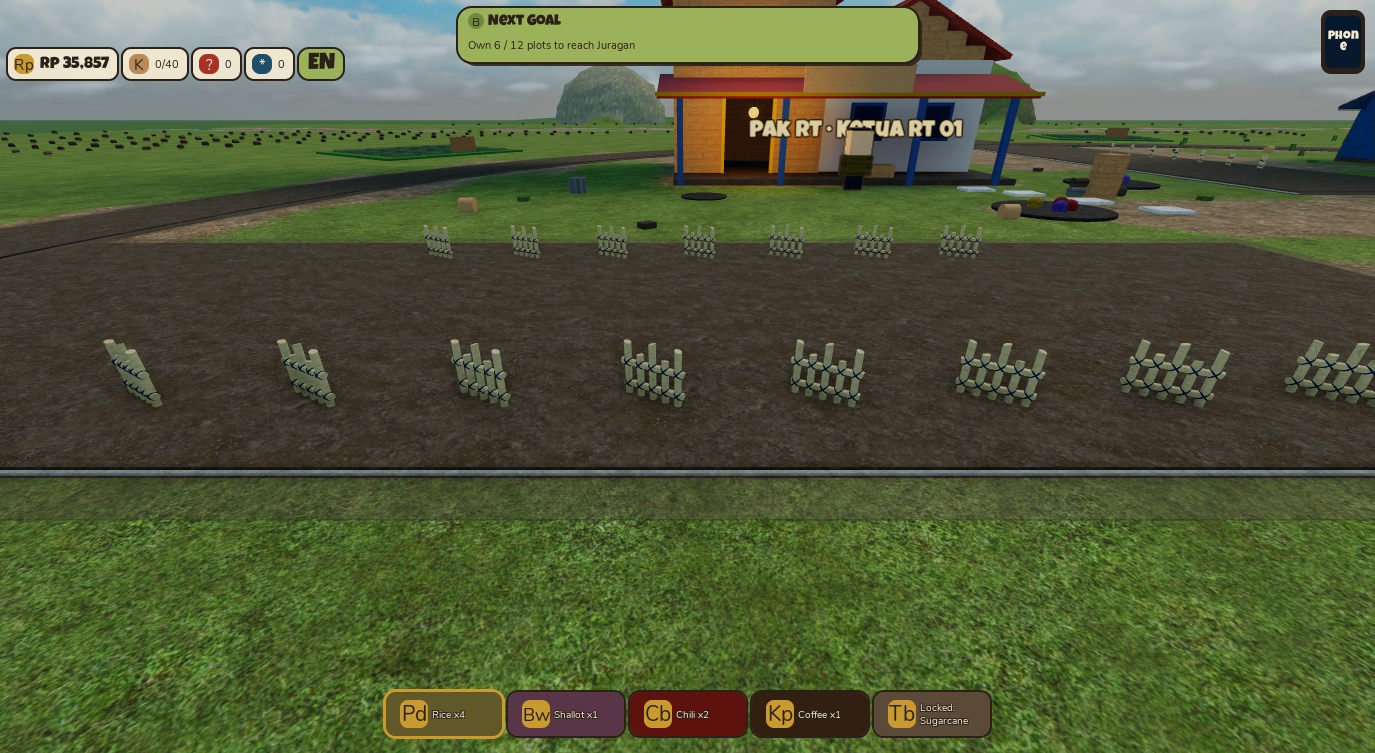 B NEXT GOAL
Own 6 / 12 plots to reach Juragan
Rp RP 35,857
K 0/40
? 0
* 0
EN
PHON
E
PAK RT · KETUA RT 01
Pd Rice x4
Bw Shallot x1
Cb Chili x2
Kp Coffee x1
Tb Locked:
Sugarcane